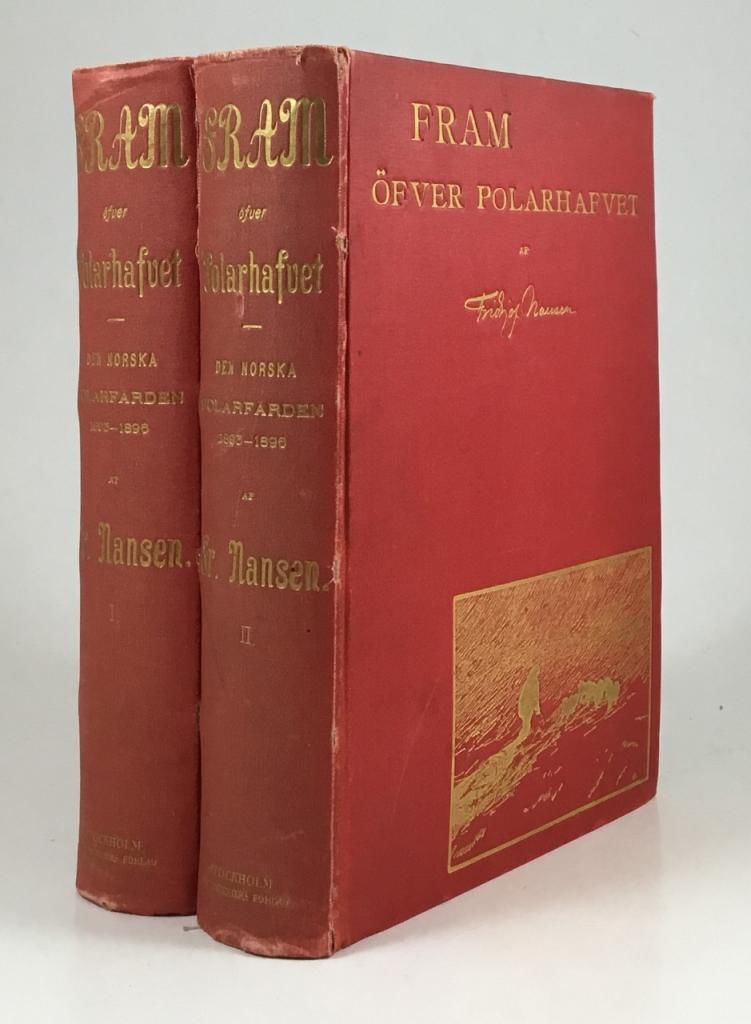 FRAM
öfver
Polarhafvet
DEN NORSKA
POLARFÄRDEN
1893–1896
AF
Fr. Nansen.
I.
STOCKHOLM
FÖRLAG
FRAM
öfver
Polarhafvet
DEN NORSKA
POLARFÄRDEN
1893–1896
AF
Fr. Nansen.
II.
STOCKHOLM
FRAM
ÖFVER POLARHAFVET
AF
Fridtjof Nansen